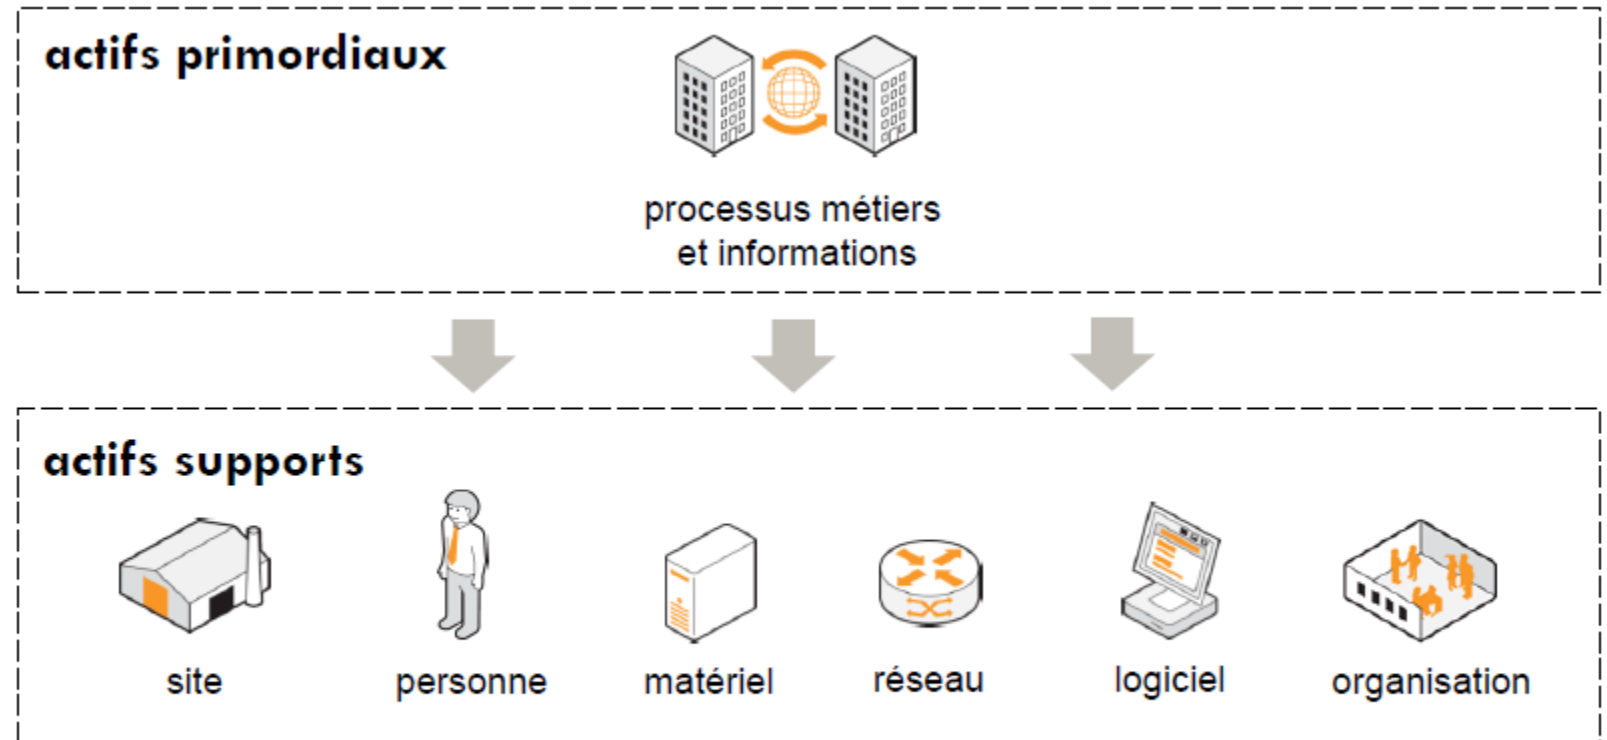 actifs primordiaux
processus métiers
et informations
actifs supports
site
personne
matériel
réseau
logiciel
organisation